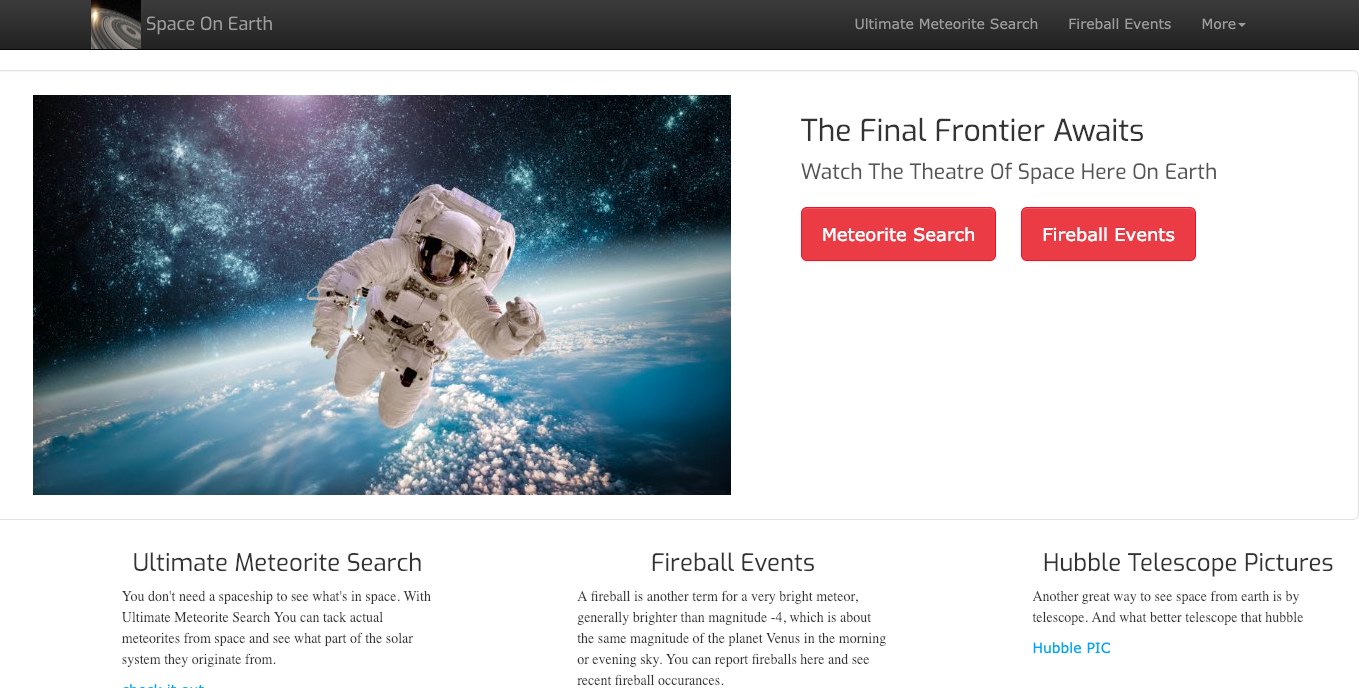 Space On Earth
Ultimate Meteorite Search
Fireball Events
More
The Final Frontier Awaits
Watch The Theatre Of Space Here On Earth
Meteorite Search
Fireball Events
Ultimate Meteorite Search
You don't need a spaceship to see what's in space. With
Ultimate Meteorite Search You can tack actual
meteorites from space and see what part of the solar
system they originate from.
check it out
Fireball Events
A fireball is another term for a very bright meteor,
generally brighter than magnitude -4, which is about
the same magnitude of the planet Venus in the morning
or evening sky. You can report fireballs here and see
recent fireball occurances.
Hubble Telescope Pictures
Another great way to see space from earth is by
telescope. And what better telescope that hubble
Hubble PIC